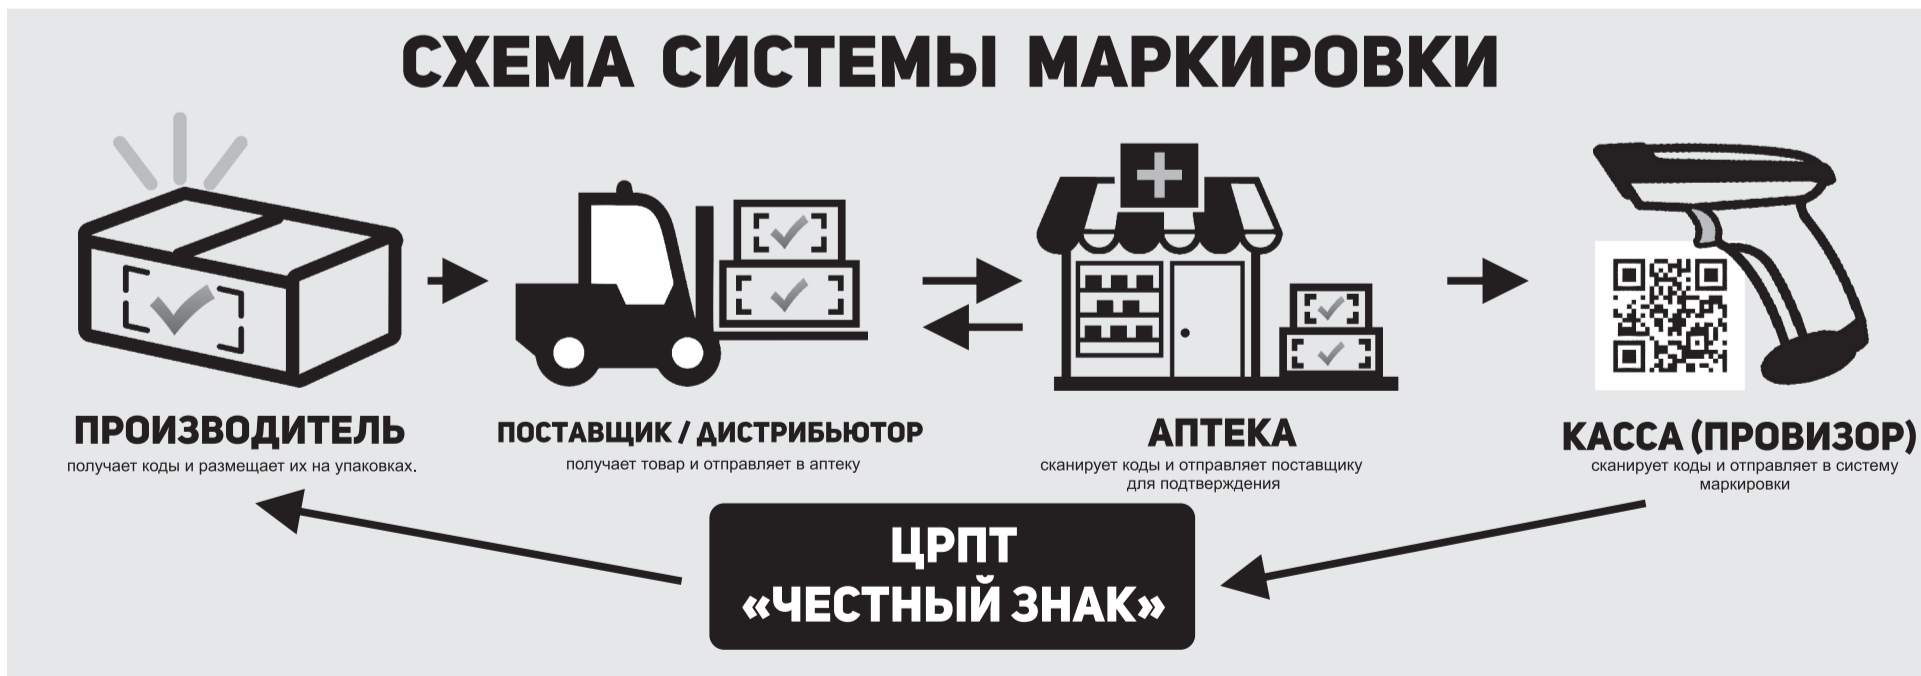 СХЕМА СИСТЕМЫ МАРКИРОВКИ
ПРОИЗВОДИТЕЛЬ
получает коды и размещает их на упаковках.
ПОСТАВЩИК / ДИСТРИБЬЮТОР
получает товар и отправляет в аптеку
АПТЕКА
сканирует коды и отправляет поставщику
для подтверждения
КАССА (ПРОВИЗОР)
сканирует коды и отправляет в систему
маркировки
ЦРПТ
«ЧЕСТНЫЙ ЗНАК»